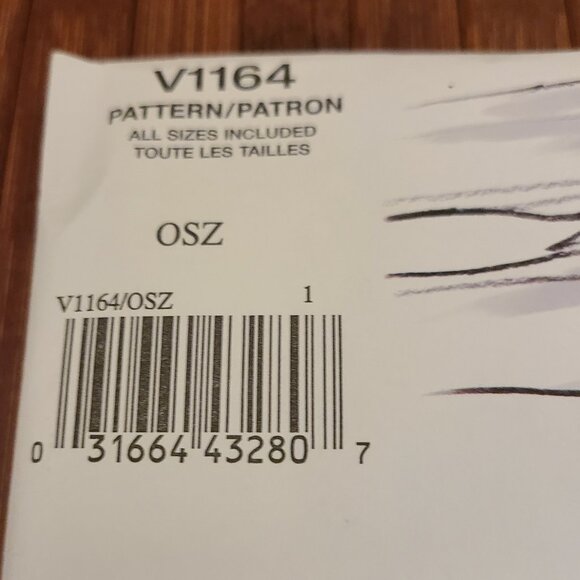 V1164
PATTERN/PATRON
ALL SIZES INCLUDED
TOUTE LES TAILLES
OSZ
V1164/OSZ 1
0 31664 43280 7